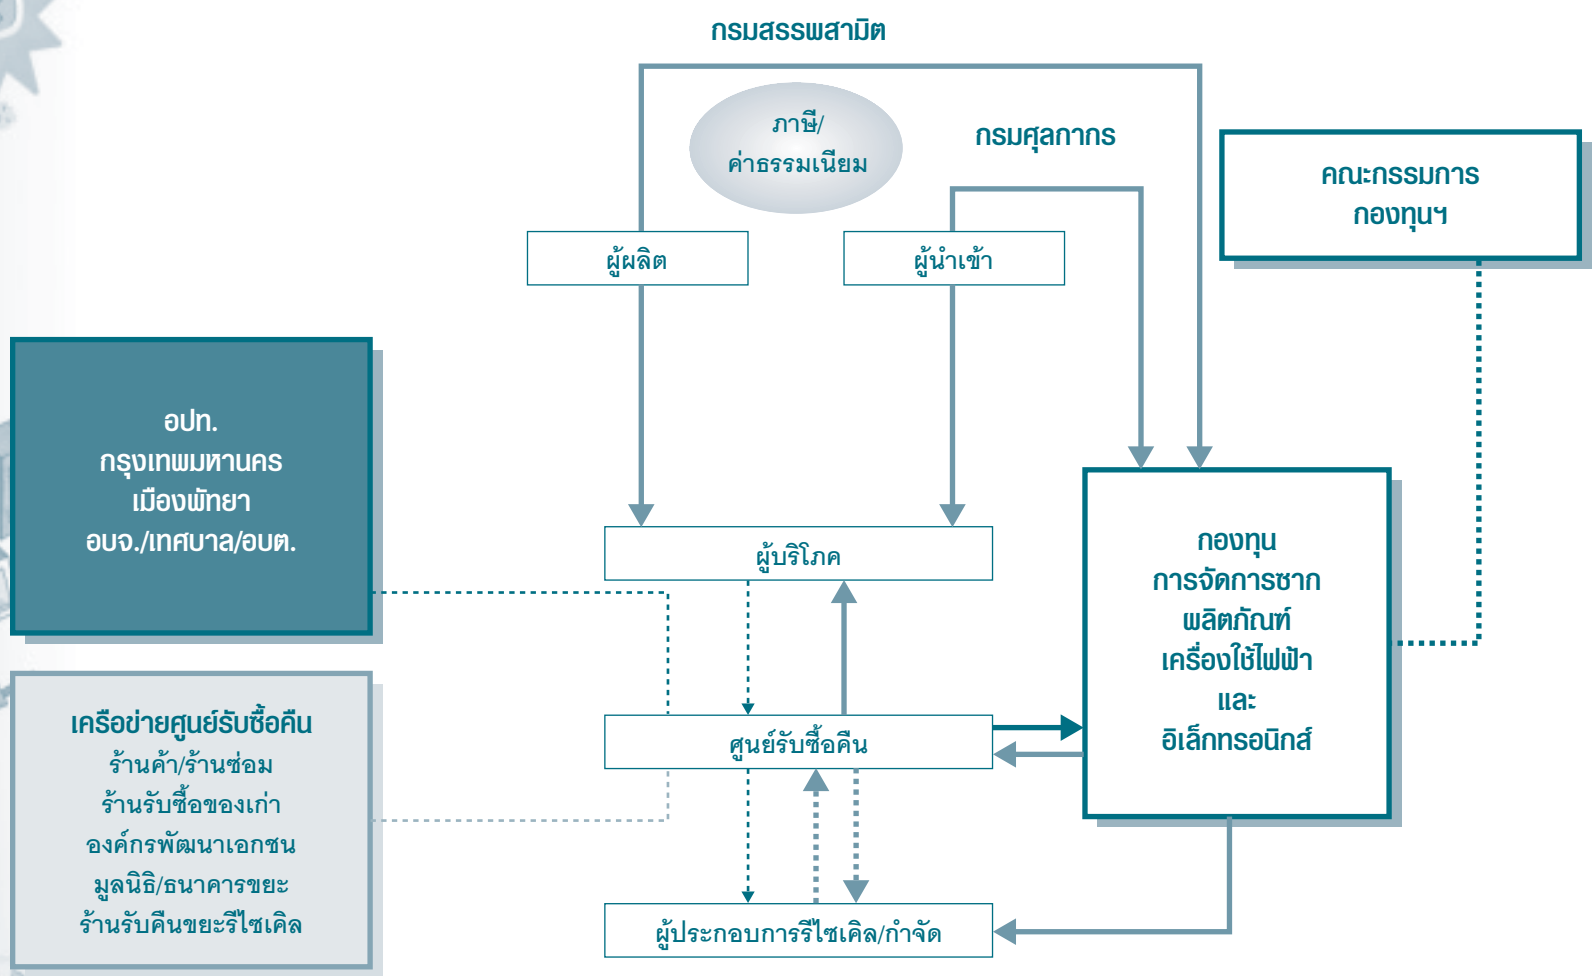 กรมสรรพสามิต
ภาษี/
ค่าธรรมเนียม
กรมศุลกากร
คณะกรรมการ
กองทุนฯ
ผู้ผลิต
ผู้นำเข้า
อปท.
กรุงเทพมหานคร
เมืองพัทยา
อบจ./เทศบาล/อบต.
ผู้บริโภค
กองทุน
การจัดการซาก
ผลิตภัณฑ์
เครื่องใช้ไฟฟ้า
และ
อิเล็กทรอนิกส์
เครือข่ายศูนย์รับซื้อคืน
ร้านค้า/ร้านซ่อม
ร้านรับซื้อของเก่า
องค์กรพัฒนาเอกชน
มูลนิธิ/ธนาคารขยะ
ร้านรับคืนขยะรีไซเคิล
ศูนย์รับซื้อคืน
ผู้ประกอบการรีไซเคิล/กำจัด